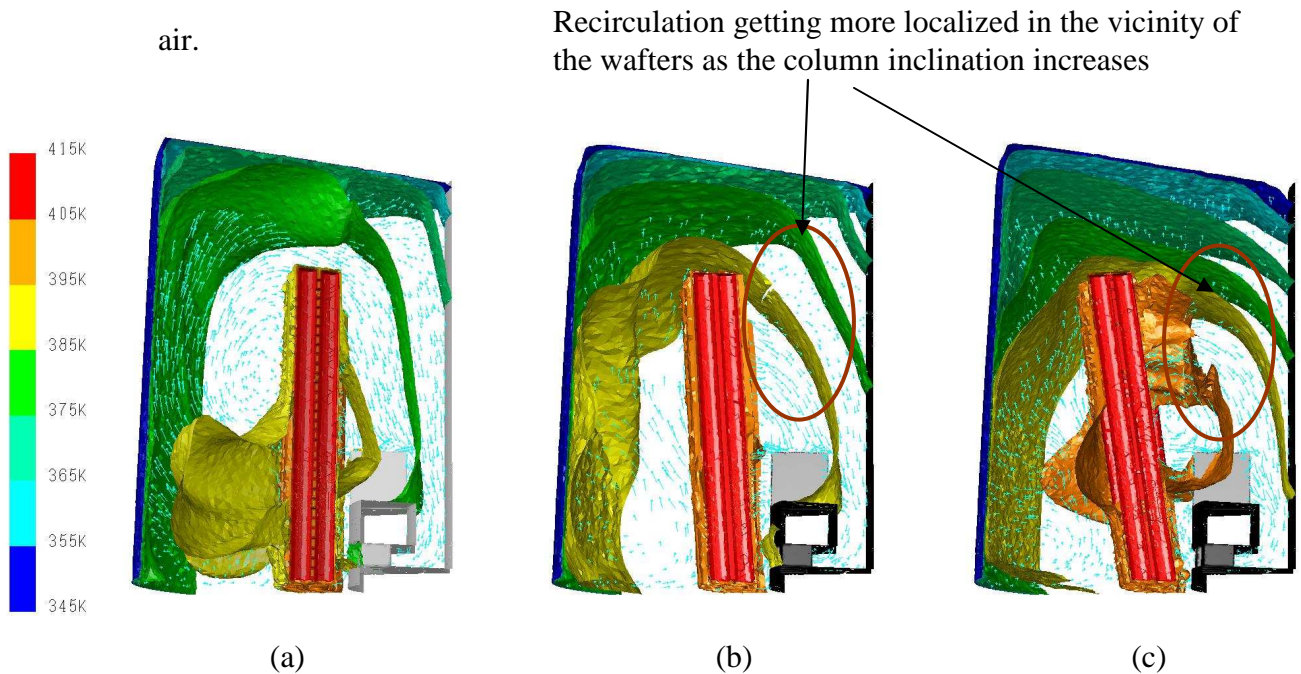 air.
Recirculation getting more localized in the vicinity of
the wafters as the column inclination increases
415K
405K
395K
385K
375K
365K
355K
345K
(a)
(b)
(c)